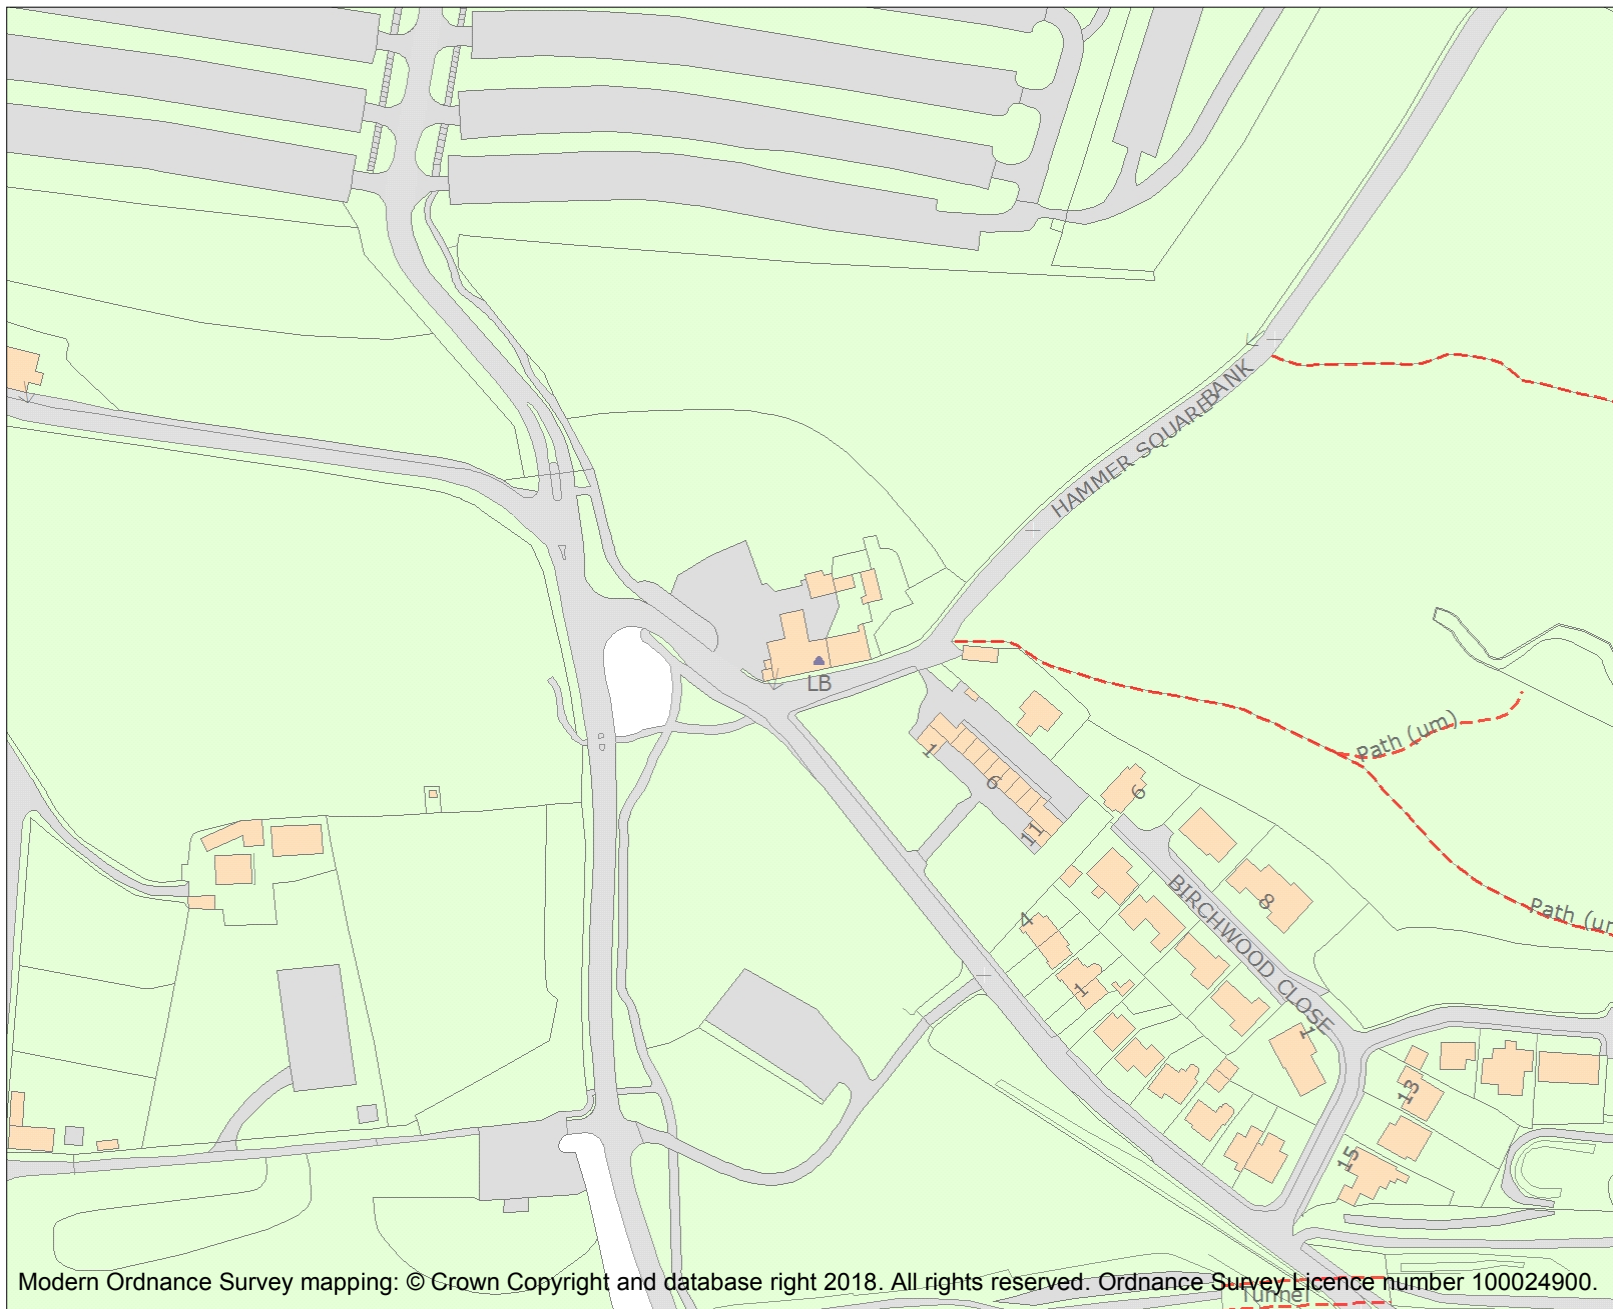 HAMMER SQUARE BANK
LB
Path (um)
1
6
11
6
8
Path (um
BIRCHWOOD CLOSE
4
1
1
13
15
Modern Ordnance Survey mapping: © Crown Copyright and database right 2018. All rights reserved. Ordnance Survey Licence number 100024900.
Tunnel